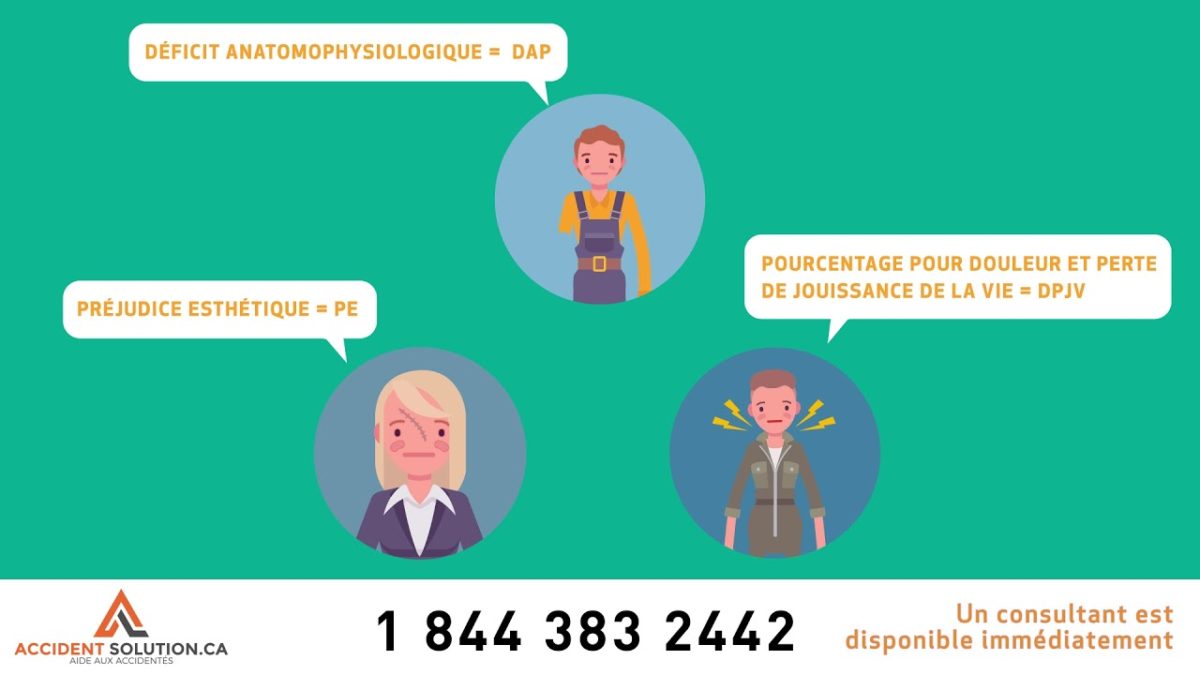 DÉFICIT ANATOMOPHYSIOLOGIQUE = DAP
POURCENTAGE POUR DOULEUR ET PERTE
DE JOUISSANCE DE LA VIE = DPJV
PRÉJUDICE ESTHÉTIQUE = PE
ACCIDENT SOLUTION.CA
AIDE AUX ACCIDENTÉS
1 844 383 2442
Un consultant est
disponible immédiatement